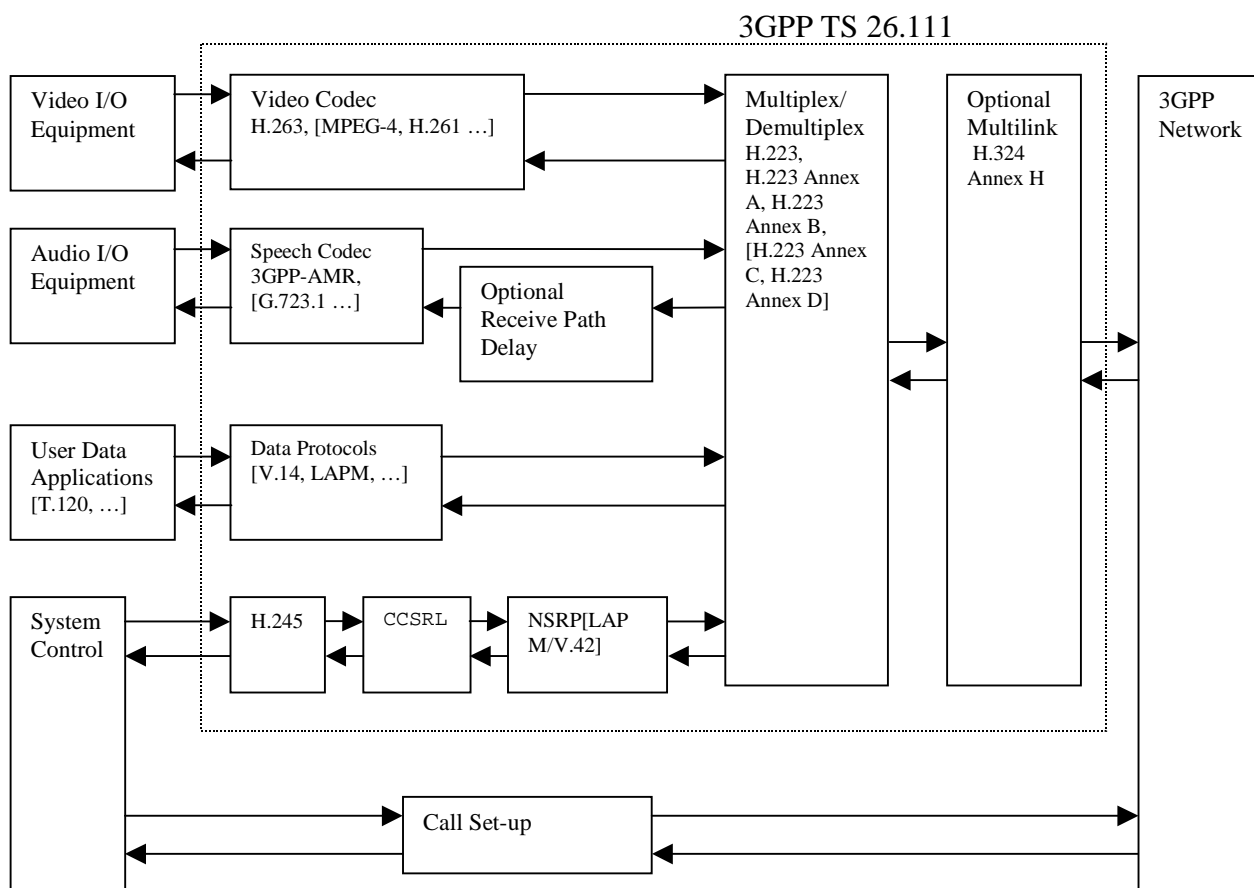 3GPP TS 26.111
Video I/O
Equipment
Video Codec
H.263, [MPEG-4, H.261 …]
Multiplex/
Demultiplex
H.223,
H.223 Annex
A, H.223
Annex B,
[H.223 Annex
C, H.223
Annex D]
Optional
Multilink
H.324
Annex H
3GPP
Network
Audio I/O
Equipment
Speech Codec
3GPP-AMR,
[G.723.1 …]
Optional
Receive Path
Delay
User Data
Applications
[T.120, …]
Data Protocols
[V.14, LAPM, …]
System
Control
H.245
CCSRL
NSRP[LAP
M/V.42]
Call Set-up